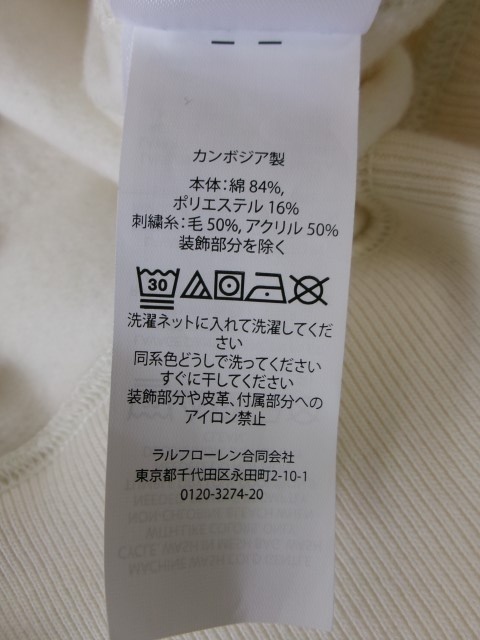 カンボジア製
本体:綿 84%,
ポリエステル 16%
刺繍糸:毛 50%, アクリル 50%
装飾部分を除く
30
洗濯ネットに入れて洗濯してくだ
さい
同系色どうしで洗ってください
すぐに干してください
装飾部分や皮革、付属部分への
アイロン禁止
ラルフローレン合同会社
東京都千代田区永田町2-10-1
0120-3274-20